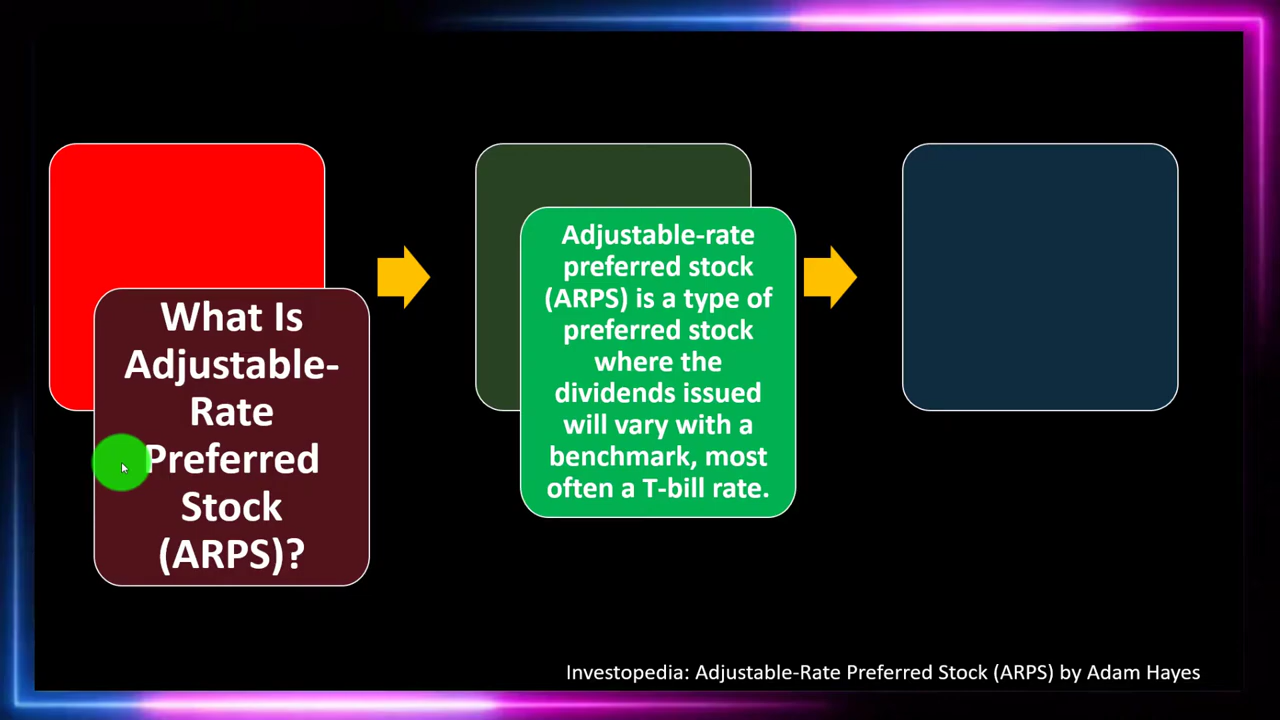 What Is
Adjustable-
Rate
Preferred
Stock
(ARPS)?
Adjustable-rate
preferred stock
(ARPS) is a type of
preferred stock
where the
dividends issued
will vary with a
benchmark, most
often a T-bill rate.
Investopedia: Adjustable-Rate Preferred Stock (ARPS) by Adam Hayes